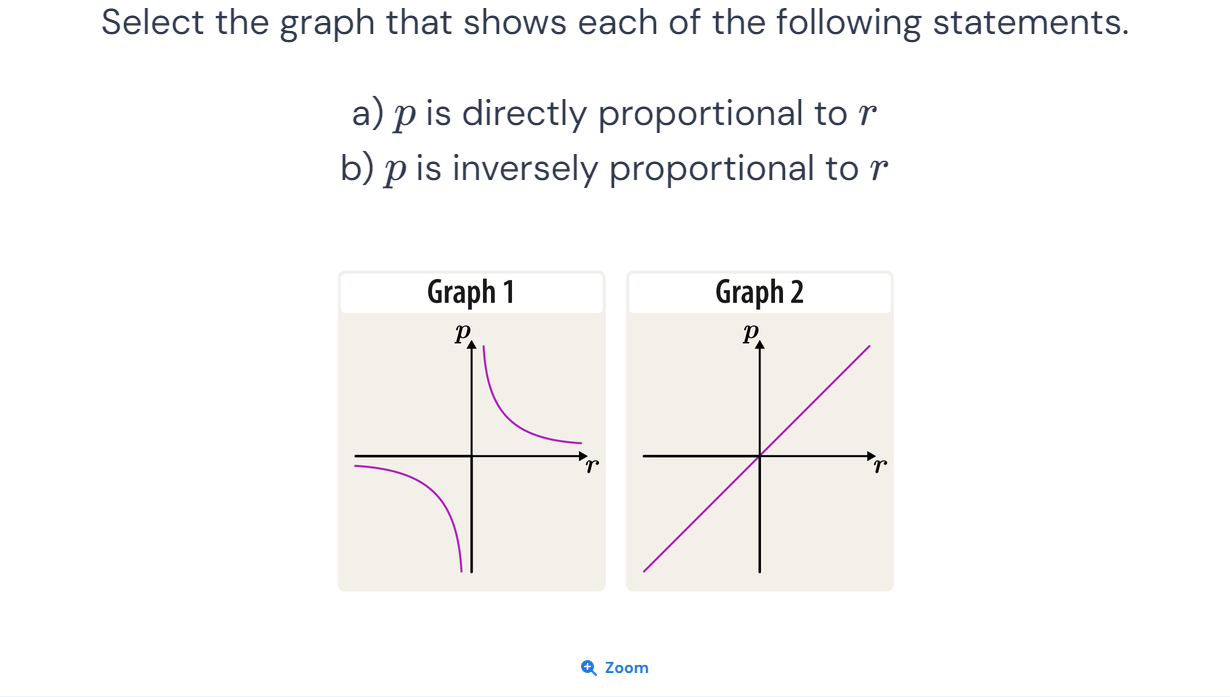 Select the graph that shows each of the following statements.
a) p is directly proportional to r
b) p is inversely proportional to r
Graph 1
p
r
Graph 2
p
r
Zoom